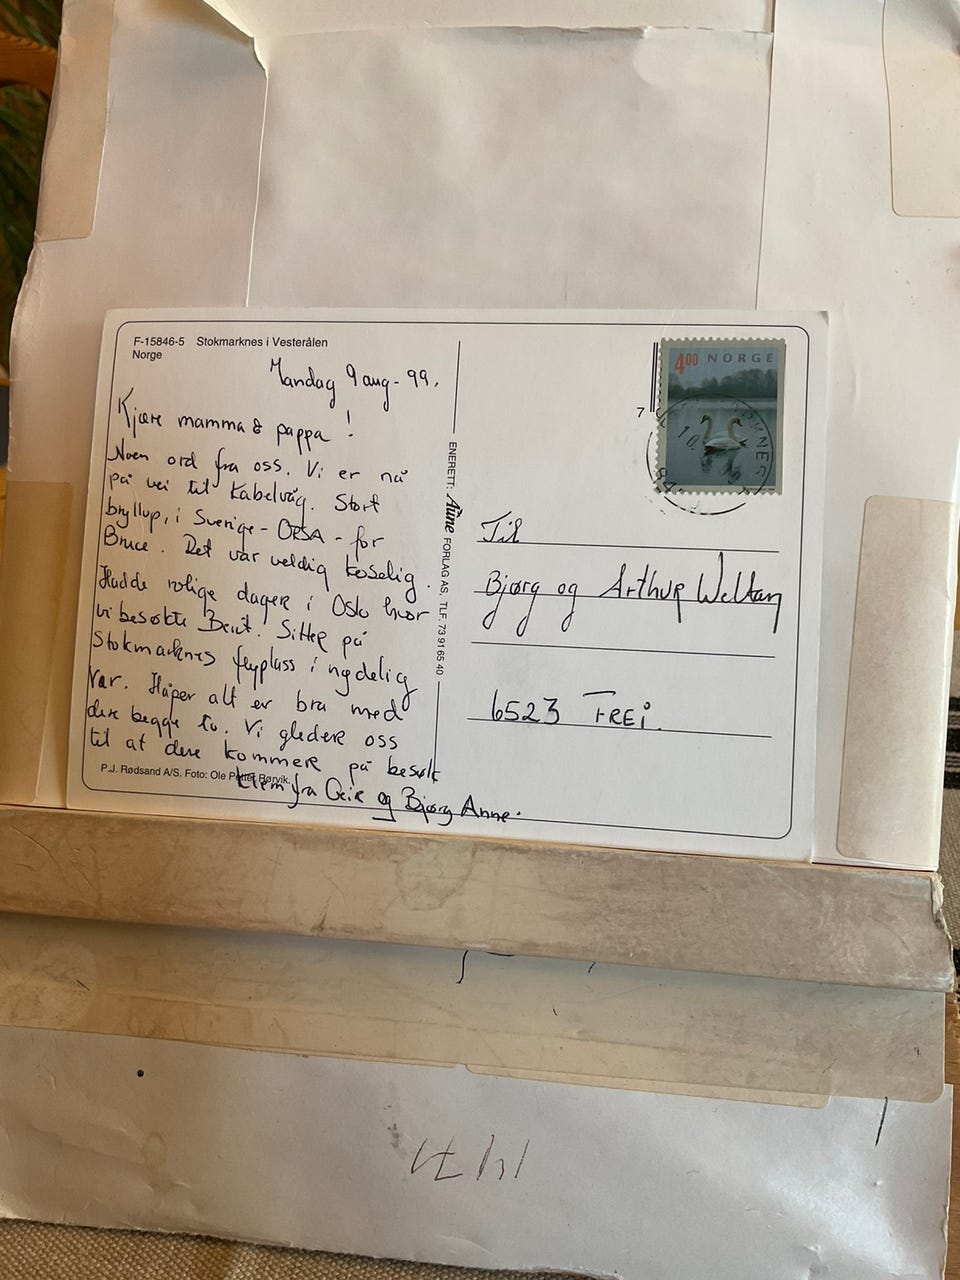 F-15846-5 Stokmarknes i Vesterålen
Norge
Mandag 9 aug - 99.
Kjære mamma & pappa !
Noen ord fra oss. Vi er nå
på vei til Kabelvåg. Stort
bryllup, i Sverige - ORSA - for
Bruce. Det var veldig koselig.
Hadde rolige dager i Oslo hvor
vi besøkte Berit. Sitter på
Stokmarknes flyplass i nydelig
vær. Håper alt er bra med
dere begge to. Vi gleder oss
til at dere kommer på besøk
Klem fra Geir og Bjørg Anne.
P.J. Rødsand A/S. Foto: Ole Petter Rørvik.
ENERETT: Aune FORLAG AS, TLF. 73 91 65 40
7
400 NORGE
10.
Til
Bjørg og Arthur Weltan
6523 FREI.